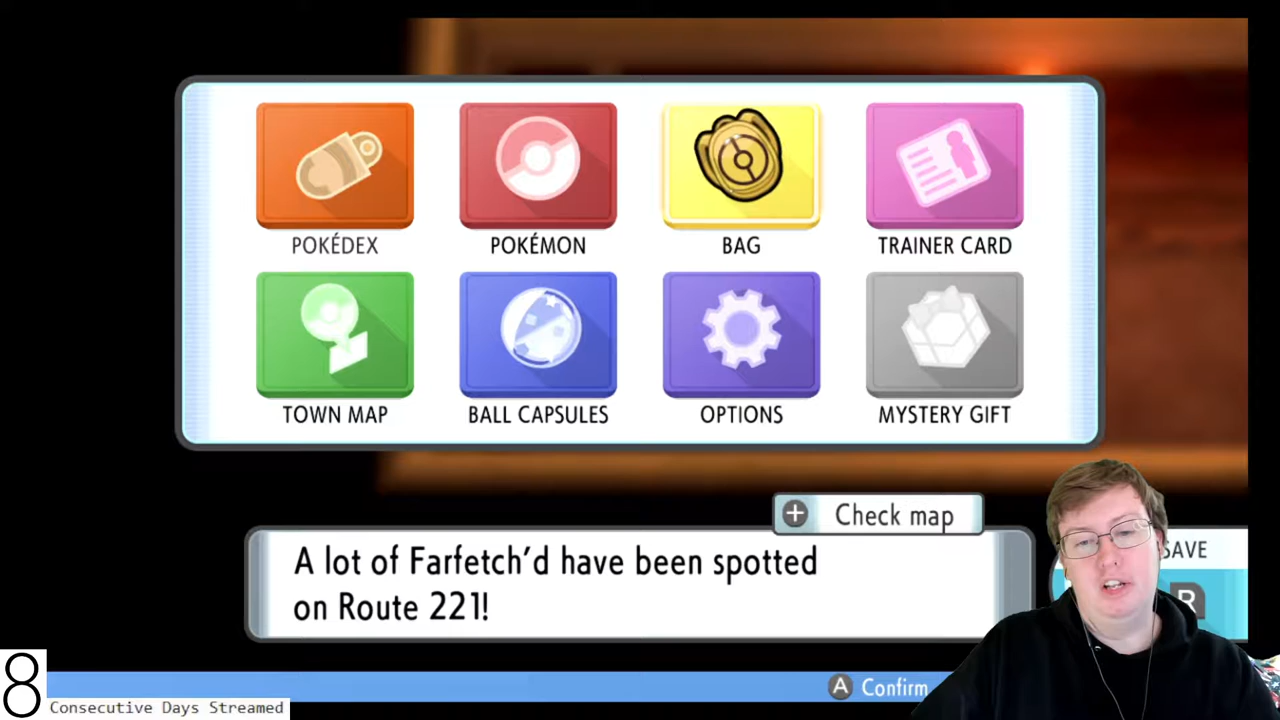 POKÉDEX
POKÉMON
BAG
TRAINER CARD
TOWN MAP
BALL CAPSULES
OPTIONS
MYSTERY GIFT
+ Check map
A lot of Farfetch'd have been spotted
on Route 221!
SAVE
R
A Confirm
8
Consecutive Days Streamed